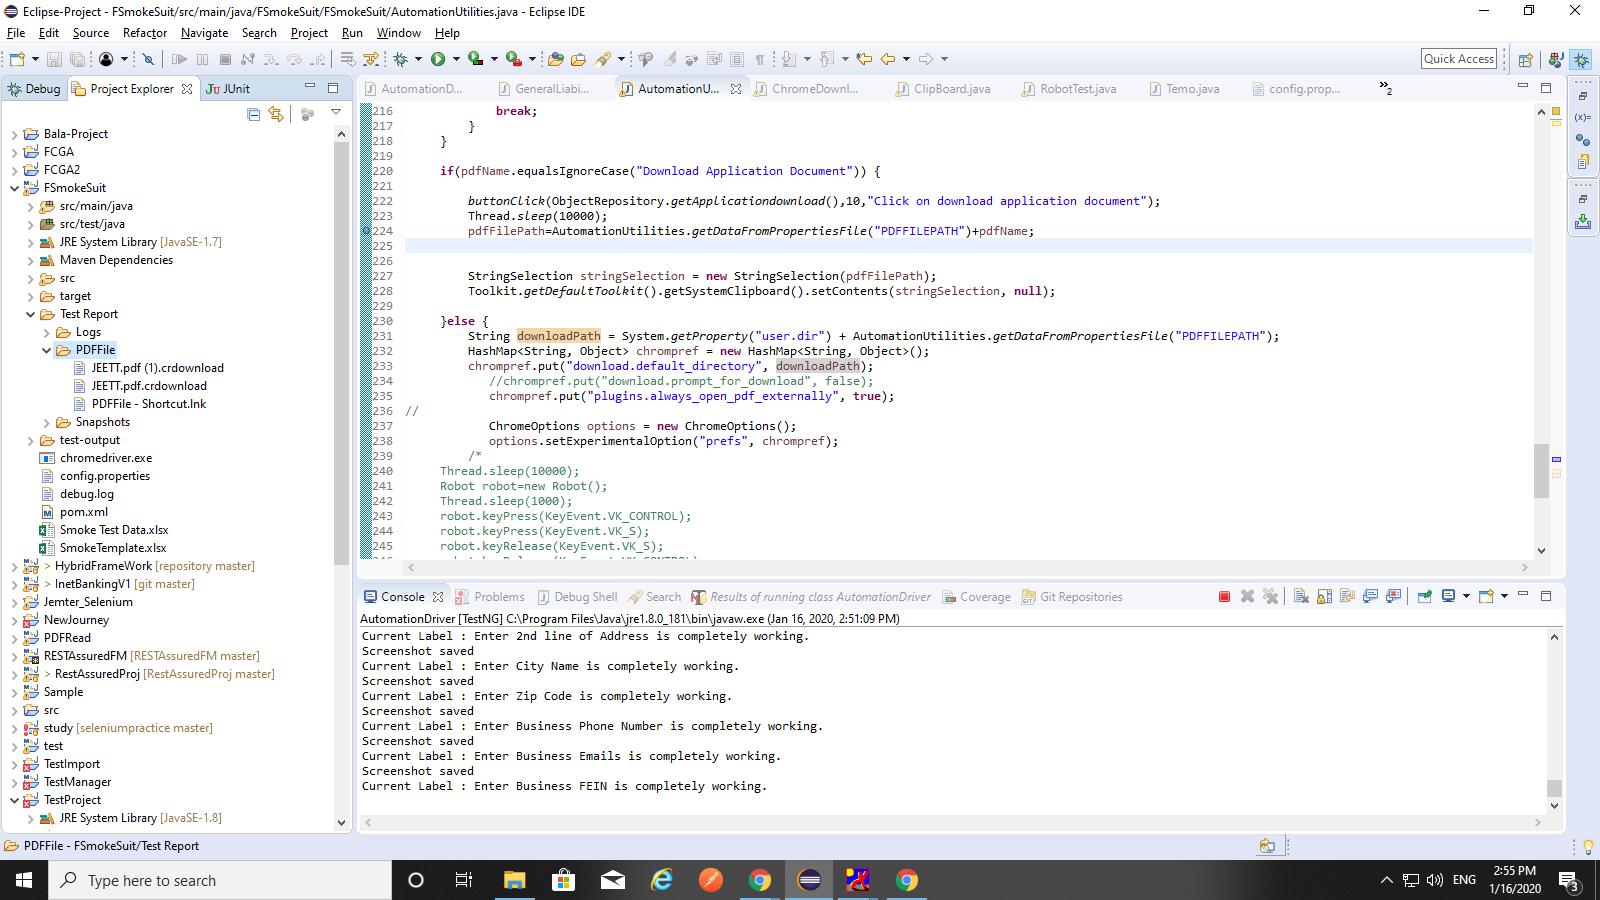 Eclipse-Project - FSmokeSuit/src/main/java/FSmokeSuit/FSmokeSuit/AutomationUtilities.java - Eclipse IDE
File Edit Source Refactor Navigate Search Project Run Window Help
Quick Access
Debug Project Explorer JUnit
Bala-Project
FCGA
FCGA2
FSmokeSuit
src/main/java
src/test/java
JRE System Library [JavaSE-1.7]
Maven Dependencies
src
target
Test Report
Logs
PDFFile
JEETT.pdf (1).crdownload
JEETT.pdf.crdownload
PDFFile - Shortcut.lnk
Snapshots
test-output
chromedriver.exe
config.properties
debug.log
pom.xml
Smoke Test Data.xlsx
SmokeTemplate.xlsx
> HybridFrameWork [repository master]
> InetBankingV1 [git master]
Jemter_Selenium
NewJourney
PDFRead
RESTAssuredFM [RESTAssuredFM master]
> RestAssuredProj [RestAssuredProj master]
Sample
src
study [seleniumpractice master]
test
TestImport
TestManager
TestProject
JRE System Library [JavaSE-1.8]
AutomationD... GeneralLiabi... AutomationU... ChromeDownl... ClipBoard.java RobotTest.java Temo.java config.prop... »2
216 break;
217 }
218 }
219
220 if(pdfName.equalsIgnoreCase("Download Application Document")) {
221
222 buttonClick(ObjectRepository.getApplicationdownload(),10,"Click on download application document");
223 Thread.sleep(10000);
224 pdfFilePath=AutomationUtilities.getDataFromPropertiesFile("PDFFILEPATH")+pdfName;
225
226
227 StringSelection stringSelection = new StringSelection(pdfFilePath);
228 Toolkit.getDefaultToolkit().getSystemClipboard().setContents(stringSelection, null);
229
230 }else {
231 String downloadPath = System.getProperty("user.dir") + AutomationUtilities.getDataFromPropertiesFile("PDFFILEPATH");
232 HashMap<String, Object> chrompref = new HashMap<String, Object>();
233 chrompref.put("download.default_directory", downloadPath);
234 //chrompref.put("download.prompt_for_download", false);
235 chrompref.put("plugins.always_open_pdf_externally", true);
236 //
237 ChromeOptions options = new ChromeOptions();
238 options.setExperimentalOption("prefs", chrompref);
239 /*
240 Thread.sleep(10000);
241 Robot robot=new Robot();
242 Thread.sleep(1000);
243 robot.keyPress(KeyEvent.VK_CONTROL);
244 robot.keyPress(KeyEvent.VK_S);
245 robot.keyRelease(KeyEvent.VK_S);
Console Problems Debug Shell Search Results of running class AutomationDriver Coverage Git Repositories
AutomationDriver [TestNG] C:\Program Files\Java\jre1.8.0_181\bin\javaw.exe (Jan 16, 2020, 2:51:09 PM)
Current Label : Enter 2nd line of Address is completely working.
Screenshot saved
Current Label : Enter City Name is completely working.
Screenshot saved
Current Label : Enter Zip Code is completely working.
Screenshot saved
Current Label : Enter Business Phone Number is completely working.
Screenshot saved
Current Label : Enter Business Emails is completely working.
Screenshot saved
Current Label : Enter Business FEIN is completely working.
PDFFile - FSmokeSuit/Test Report
Type here to search
ENG
2:55 PM
1/16/2020
3